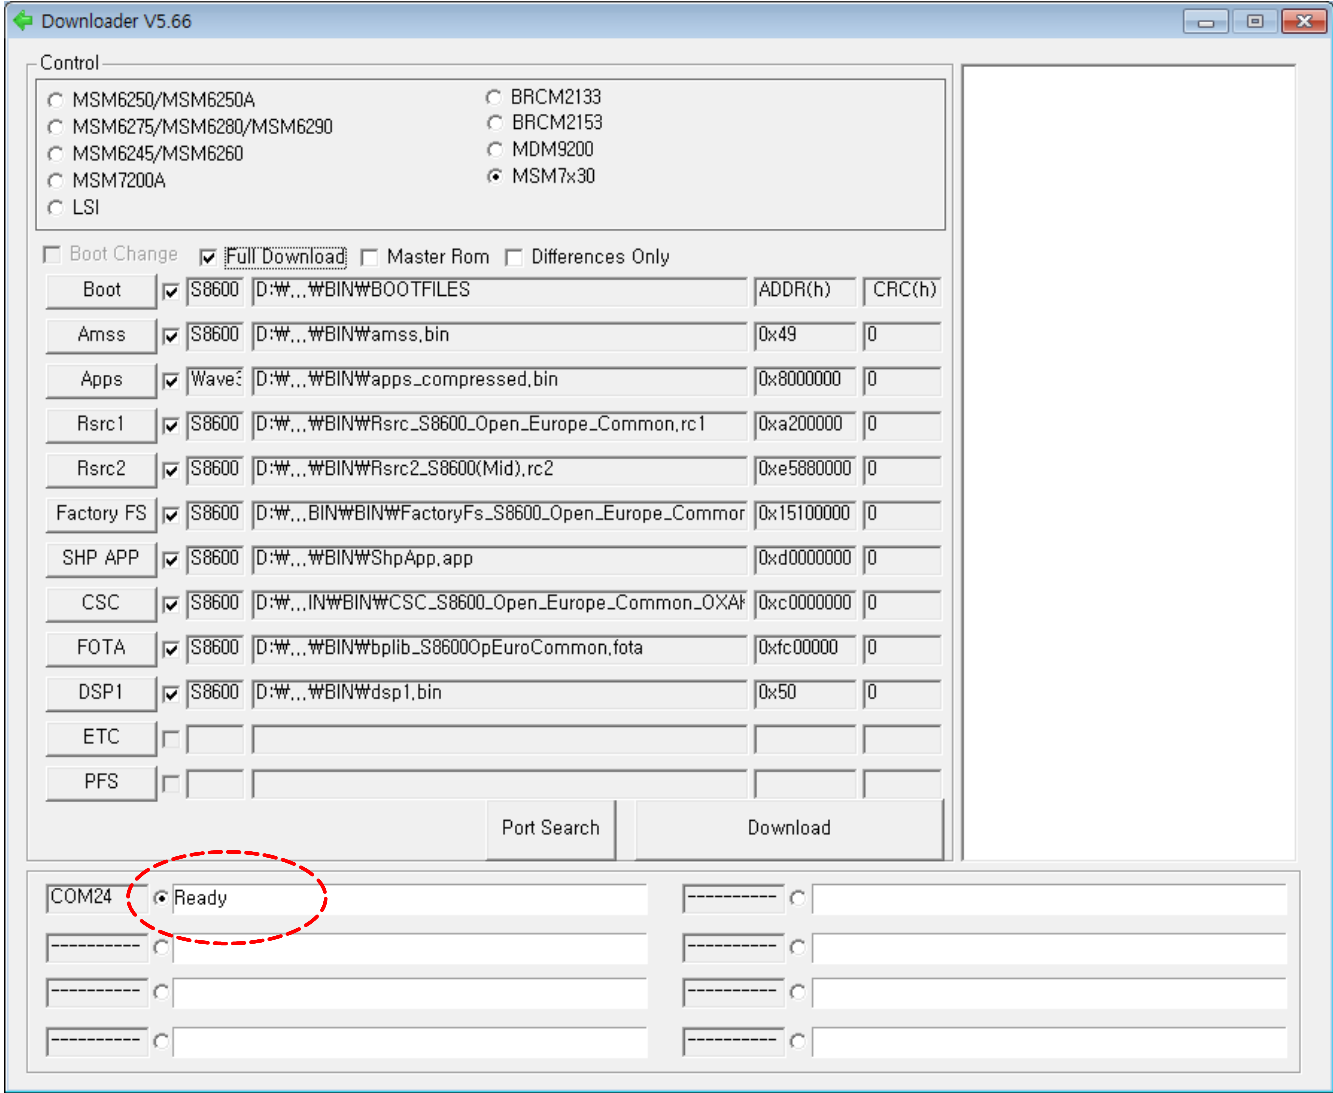 Downloader V5.66
Control
MSM6250/MSM6250A
MSM6275/MSM6280/MSM6290
MSM6245/MSM6260
MSM7200A
LSI
BRCM2133
BRCM2153
MDM9200
MSM7x30
Boot Change Full Download Master Rom Differences Only
Boot S8600 D:₩...₩BIN₩BOOTFILES ADDR(h) CRC(h)
Amss S8600 D:₩...₩BIN₩amss.bin 0x49 0
Apps Wave3 D:₩...₩BIN₩apps_compressed.bin 0x8000000 0
Rsrc1 S8600 D:₩...₩BIN₩Rsrc_S8600_Open_Europe_Common.rc1 0xa200000 0
Rsrc2 S8600 D:₩...₩BIN₩Rsrc2_S8600(Mid).rc2 0xe5880000 0
Factory FS S8600 D:₩...BIN₩BIN₩FactoryFs_S8600_Open_Europe_Common 0x15100000 0
SHP APP S8600 D:₩...₩BIN₩ShpApp.app 0xd0000000 0
CSC S8600 D:₩...IN₩BIN₩CSC_S8600_Open_Europe_Common_OXA 0xc0000000 0
FOTA S8600 D:₩...₩BIN₩bplib_S8600OpEuroCommon.fota 0xfc00000 0
DSP1 S8600 D:₩...₩BIN₩dsp1.bin 0x50 0
ETC
PFS
Port Search Download
COM24 Ready ----------
---------- ----------
---------- ----------
---------- ----------